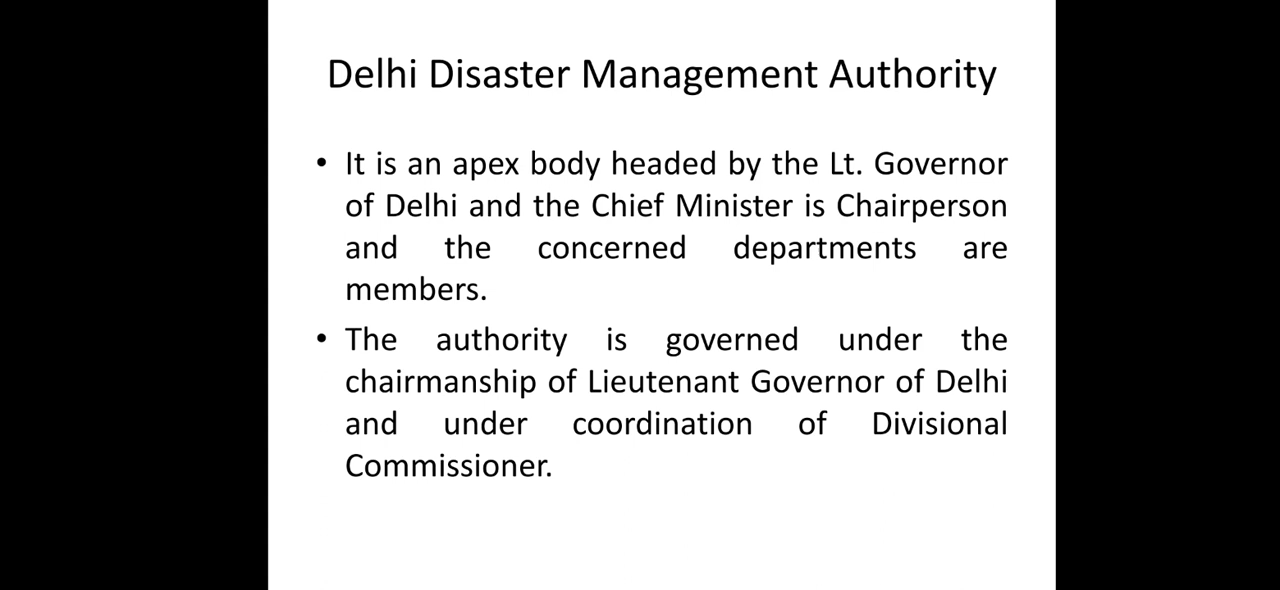 Delhi Disaster Management Authority
• It is an apex body headed by the Lt. Governor
of Delhi and the Chief Minister is Chairperson
and the concerned departments are
members.
• The authority is governed under the
chairmanship of Lieutenant Governor of Delhi
and under coordination of Divisional
Commissioner.